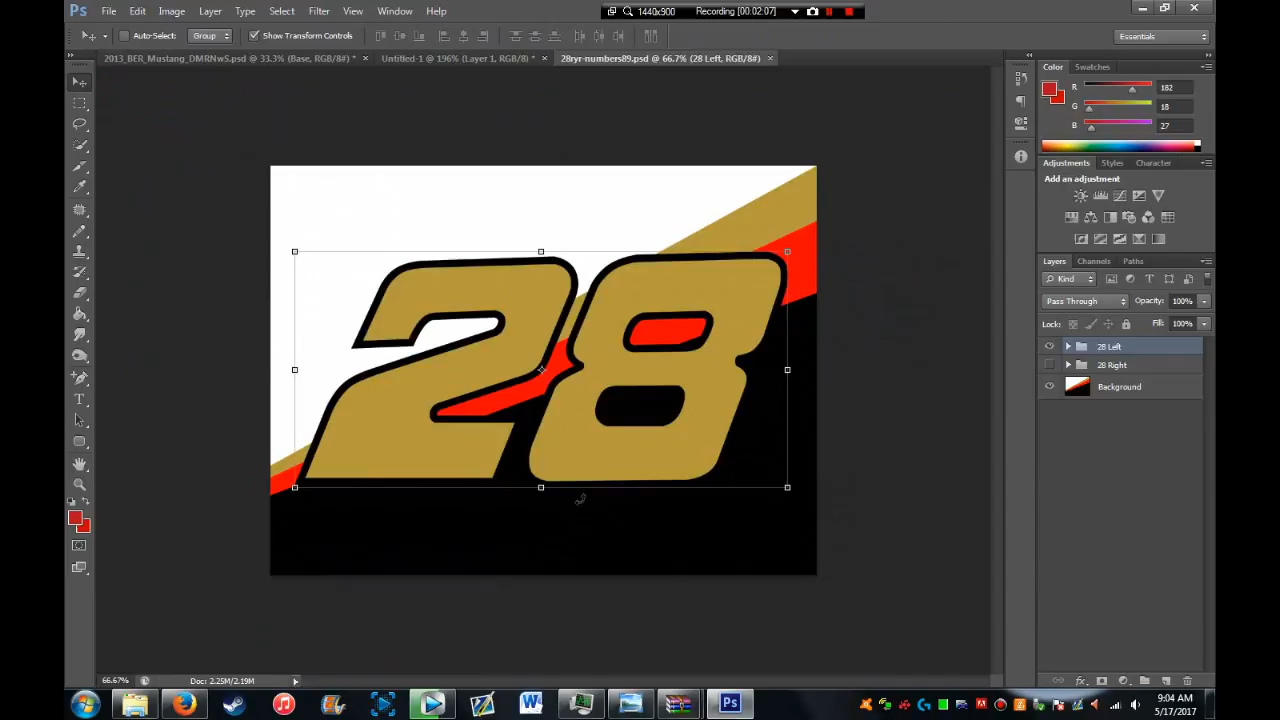 Ps File Edit Image Layer Type Select Filter View Window Help
1440x900 Recording [00:02:07]
Auto-Select: Group Show Transform Controls Essentials
2013_BER_Mustang_DMRNwS.psd @ 33.3% (Base, RGB/8#) * × Untitled-1 @ 196% (Layer 1, RGB/8) * × 28ryr-numbers89.psd @ 66.7% (28 Left, RGB/8#) ×
Color Swatches
R 182
G 18
B 27
Adjustments Styles Character
Add an adjustment
Layers Channels Paths
Kind
Pass Through Opacity: 100%
Lock: Fill: 100%
28 Left
28 Right
Background
28
66.67% Doc: 2.25M/2.19M
9:04 AM
5/17/2017